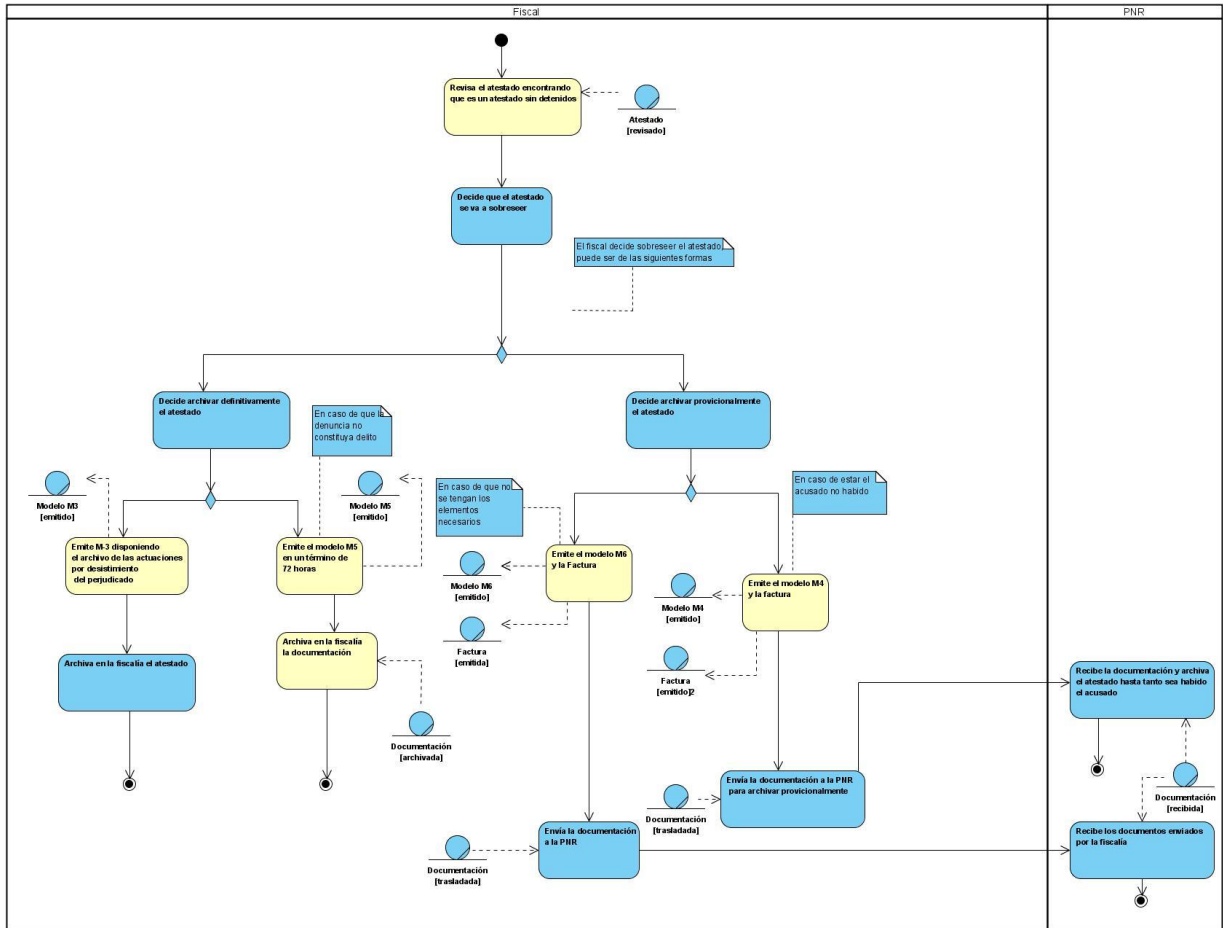 Fiscal
PNR
Revisa el atestado encontrando
que es un atestado sin detenidos
Atestado
[revisado]
Decide que el atestado
se va a sobreseer
El fiscal decide sobreseer el atestado,
puede ser de las siguientes formas
Decide archivar definitivamente
el atestado
Decide archivar provicionalmente
el atestado
En caso de que la
denuncia no
constituya delito
Modelo M3
[emitido]
Modelo M5
[emitido]
En caso de que no
se tengan los
elementos
necesarios
En caso de estar el
acusado no habido
Emite M-3 disponiendo
el archivo de las actuaciones
por desistimiento
del perjudicado
Emite el modelo M5
en un término de
72 horas
Emite el modelo M6
y la Factura
Modelo M6
[emitido]
Emite el modelo M4
y la factura
Modelo M4
[emitido]
Factura
[emitida]
Factura
[emitido]2
Archiva en la fiscalía el atestado
Archiva en la fiscalía
la documentación
Documentación
[archivada]
Recibe la documentación y archiva
el atestado hasta tanto sea habido
el acusado
Envía la documentación a la PNR
para archivar provicionalmente
Documentación
[trasladada]
Documentación
[recibida]
Envía la documentación
a la PNR
Documentación
[trasladada]
Recibe los documentos enviados
por la fiscalía